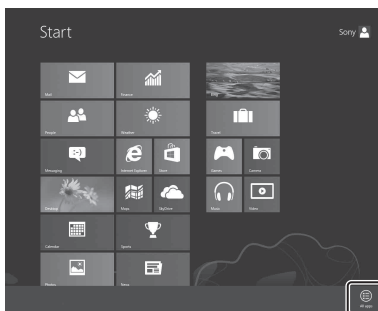 Start
Sony
Mail
Finance
People
Weather
Travel
Messaging
Internet Explorer
Store
Games
Camera
Desktop
Maps
SkyDrive
Music
Video
Calendar
Sports
Photos
News
All apps